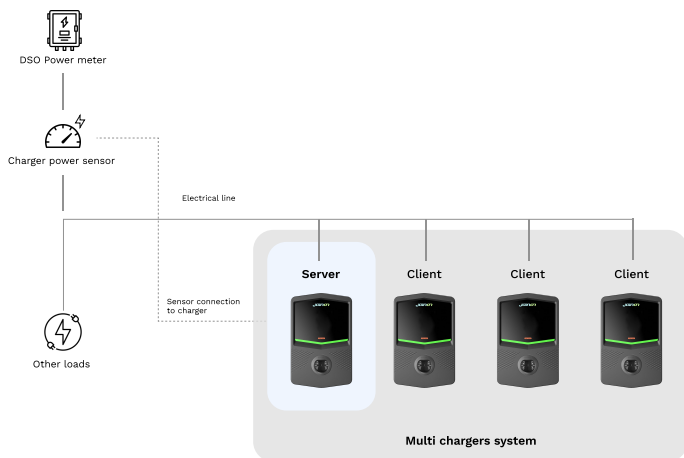 DSO Power meter
Charger power sensor
Electrical line
Server
Client
Client
Client
Sensor connection
to charger
Other loads
Multi chargers system